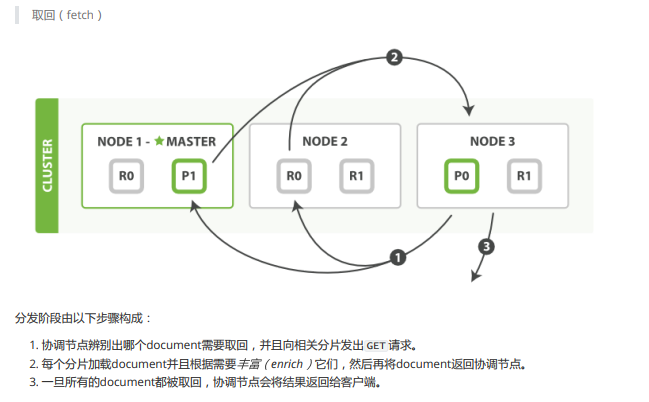 取回（fetch）
2
CLUSTER
NODE 1 - ★ MASTER
R0
P1
NODE 2
R0
R1
NODE 3
P0
R1
1
3
分发阶段由以下步骤构成：
1. 协调节点辨别出哪个document需要取回，并且向相关分片发出 GET 请求。
2. 每个分片加载document并且根据需要丰富（enrich）它们，然后再将document返回协调节点。
3. 一旦所有的document都被取回，协调节点会将结果返回给客户端。